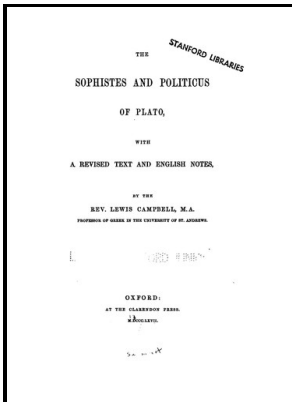 THE
STANFORD LIBRARIES
SOPHISTES AND POLITICUS
OF PLATO,
WITH
A REVISED TEXT AND ENGLISH NOTES,
BY THE
REV. LEWIS CAMPBELL, M.A.
PROFESSOR OF GREEK IN THE UNIVERSITY OF ST. ANDREWS.
OXFORD:
AT THE CLARENDON PRESS.